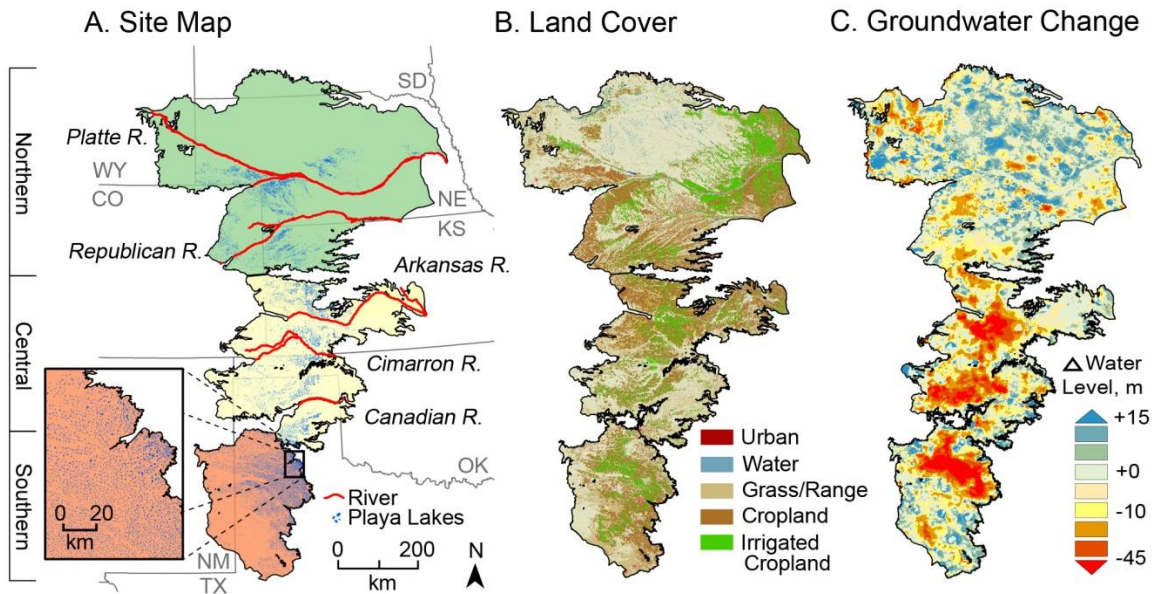 A. Site Map
B. Land Cover
C. Groundwater Change
Northern
Central
Southern
SD
Platte R.
WY
CO
NE
KS
Republican R.
Arkansas R.
Cimarron R.
Canadian R.
OK
NM
TX
0 20
km
River
Playa Lakes
0 200
km
N
Urban
Water
Grass/Range
Cropland
Irrigated
Cropland
△ Water
Level, m
+15
+0
-10
-45